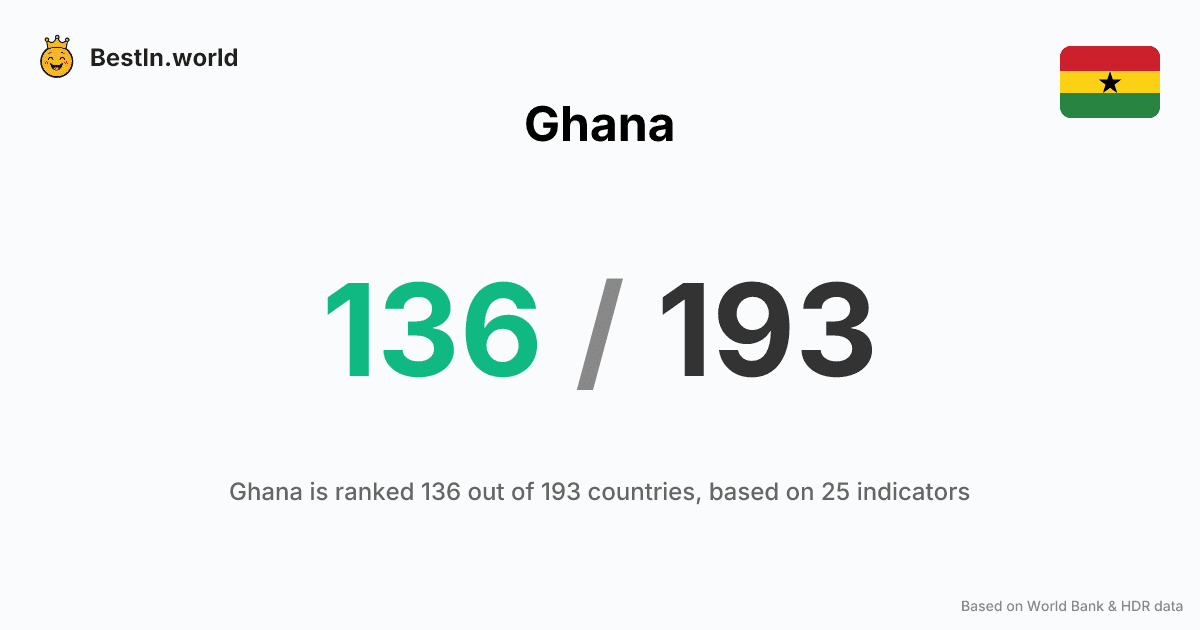 BestIn.world
Ghana
136 / 193
Ghana is ranked 136 out of 193 countries, based on 25 indicators
Based on World Bank & HDR data